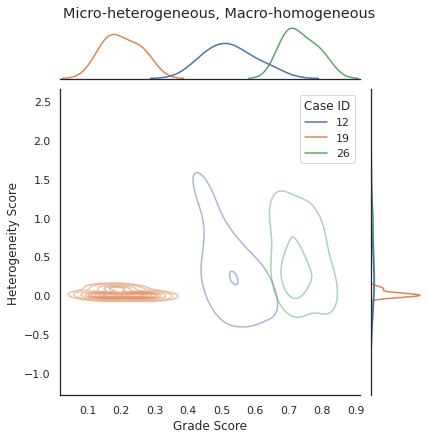 Micro-heterogeneous, Macro-homogeneous
Case ID
12
19
26
2.5
2.0
1.5
1.0
0.5
0.0
−0.5
−1.0
Heterogeneity Score
0.1 0.2 0.3 0.4 0.5 0.6 0.7 0.8 0.9
Grade Score